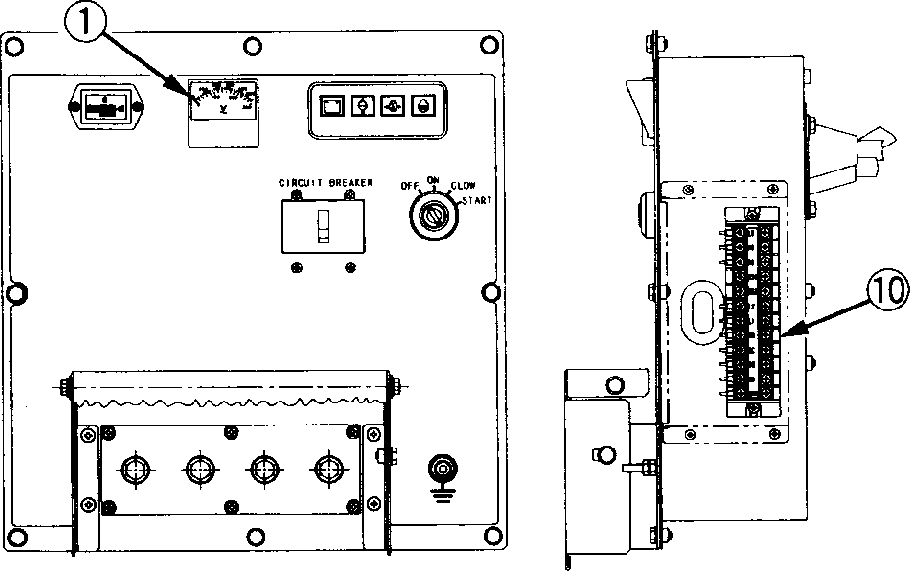 1
V
CIRCUIT BREAKER
OFF ON GLOW START
10